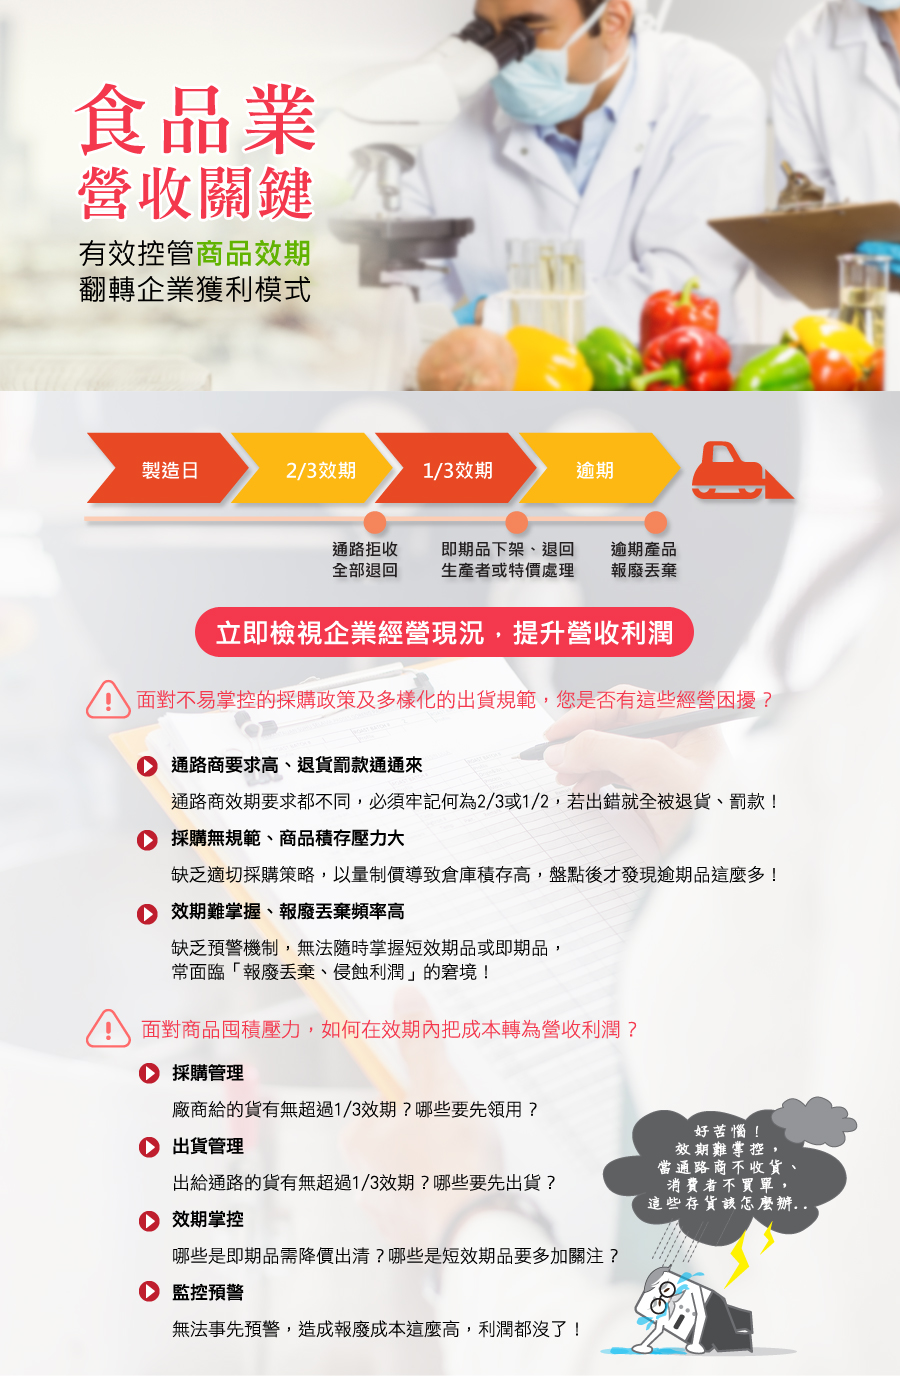 食品業
營收關鍵
有效控管商品效期
翻轉企業獲利模式
製造日
2/3效期
1/3效期
逾期
通路拒收
全部退回
即期品下架、退回
生產者或特價處理
逾期產品
報廢丟棄
立即檢視企業經營現況，提升營收利潤
面對不易掌控的採購政策及多樣化的出貨規範，您是否有這些經營困擾？
通路商要求高、退貨罰款通通來
通路商效期要求都不同，必須牢記何為2/3或1/2，若出錯就全被退貨、罰款！
採購無規範、商品積存壓力大
缺乏適切採購策略，以量制價導致倉庫積存高，盤點後才發現逾期品這麼多！
效期難掌握、報廢丟棄頻率高
缺乏預警機制，無法隨時掌握短效期品或即期品，
常面臨「報廢丟棄、侵蝕利潤」的窘境！
面對商品囤積壓力，如何在效期內把成本轉為營收利潤？
採購管理
廠商給的貨有無超過1/3效期？哪些要先領用？
出貨管理
出給通路的貨有無超過1/3效期？哪些要先出貨？
效期掌控
哪些是即期品需降價出清？哪些是短效期品要多加關注？
監控預警
無法事先預警，造成報廢成本這麼高，利潤都沒了！
好苦惱！
效期難掌控，
當通路商不收貨、
消費者不買單，
這些存貨該怎麼辦..